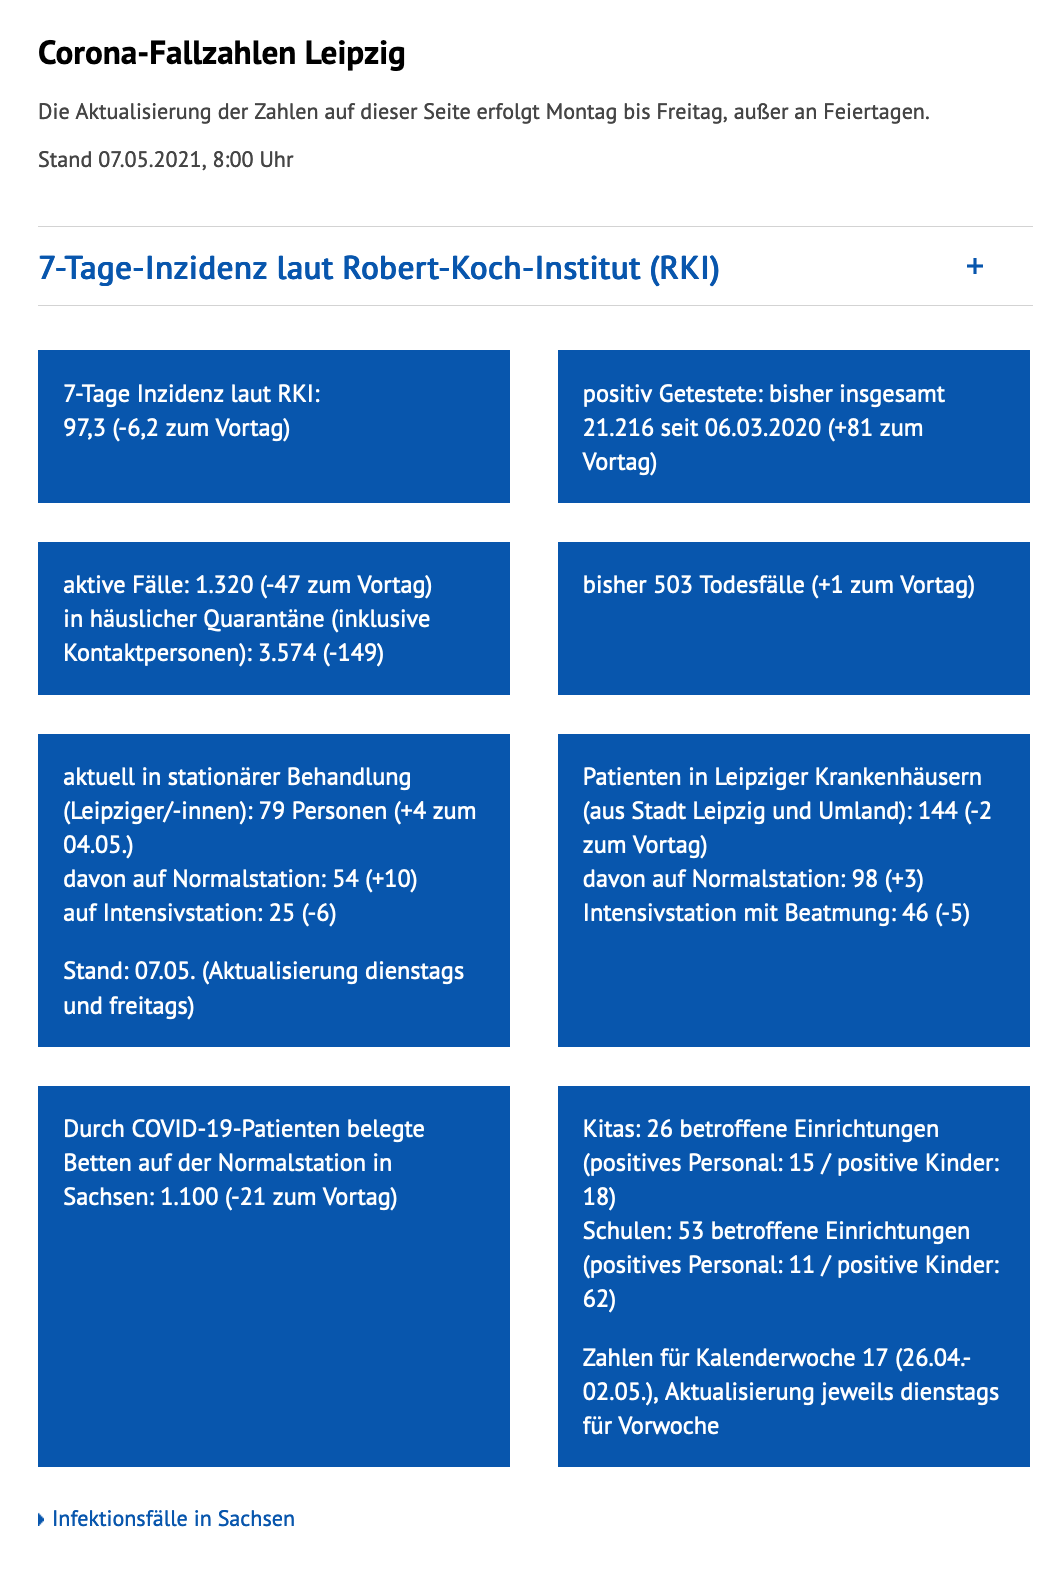 Corona-Fallzahlen Leipzig
Die Aktualisierung der Zahlen auf dieser Seite erfolgt Montag bis Freitag, außer an Feiertagen.
Stand 07.05.2021, 8:00 Uhr
7-Tage-Inzidenz laut Robert-Koch-Institut (RKI)
+
7-Tage Inzidenz laut RKI:
97,3 (-6,2 zum Vortag)
positiv Getestete: bisher insgesamt
21.216 seit 06.03.2020 (+81 zum
Vortag)
aktive Fälle: 1.320 (-47 zum Vortag)
in häuslicher Quarantäne (inklusive
Kontaktpersonen): 3.574 (-149)
bisher 503 Todesfälle (+1 zum Vortag)
aktuell in stationärer Behandlung
(Leipziger/-innen): 79 Personen (+4 zum
04.05.)
davon auf Normalstation: 54 (+10)
auf Intensivstation: 25 (-6)
Stand: 07.05. (Aktualisierung dienstags
und freitags)
Patienten in Leipziger Krankenhäusern
(aus Stadt Leipzig und Umland): 144 (-2
zum Vortag)
davon auf Normalstation: 98 (+3)
Intensivstation mit Beatmung: 46 (-5)
Durch COVID-19-Patienten belegte
Betten auf der Normalstation in
Sachsen: 1.100 (-21 zum Vortag)
Kitas: 26 betroffene Einrichtungen
(positives Personal: 15 / positive Kinder:
18)
Schulen: 53 betroffene Einrichtungen
(positives Personal: 11 / positive Kinder:
62)
Zahlen für Kalenderwoche 17 (26.04.-
02.05.), Aktualisierung jeweils dienstags
für Vorwoche
Infektionsfälle in Sachsen